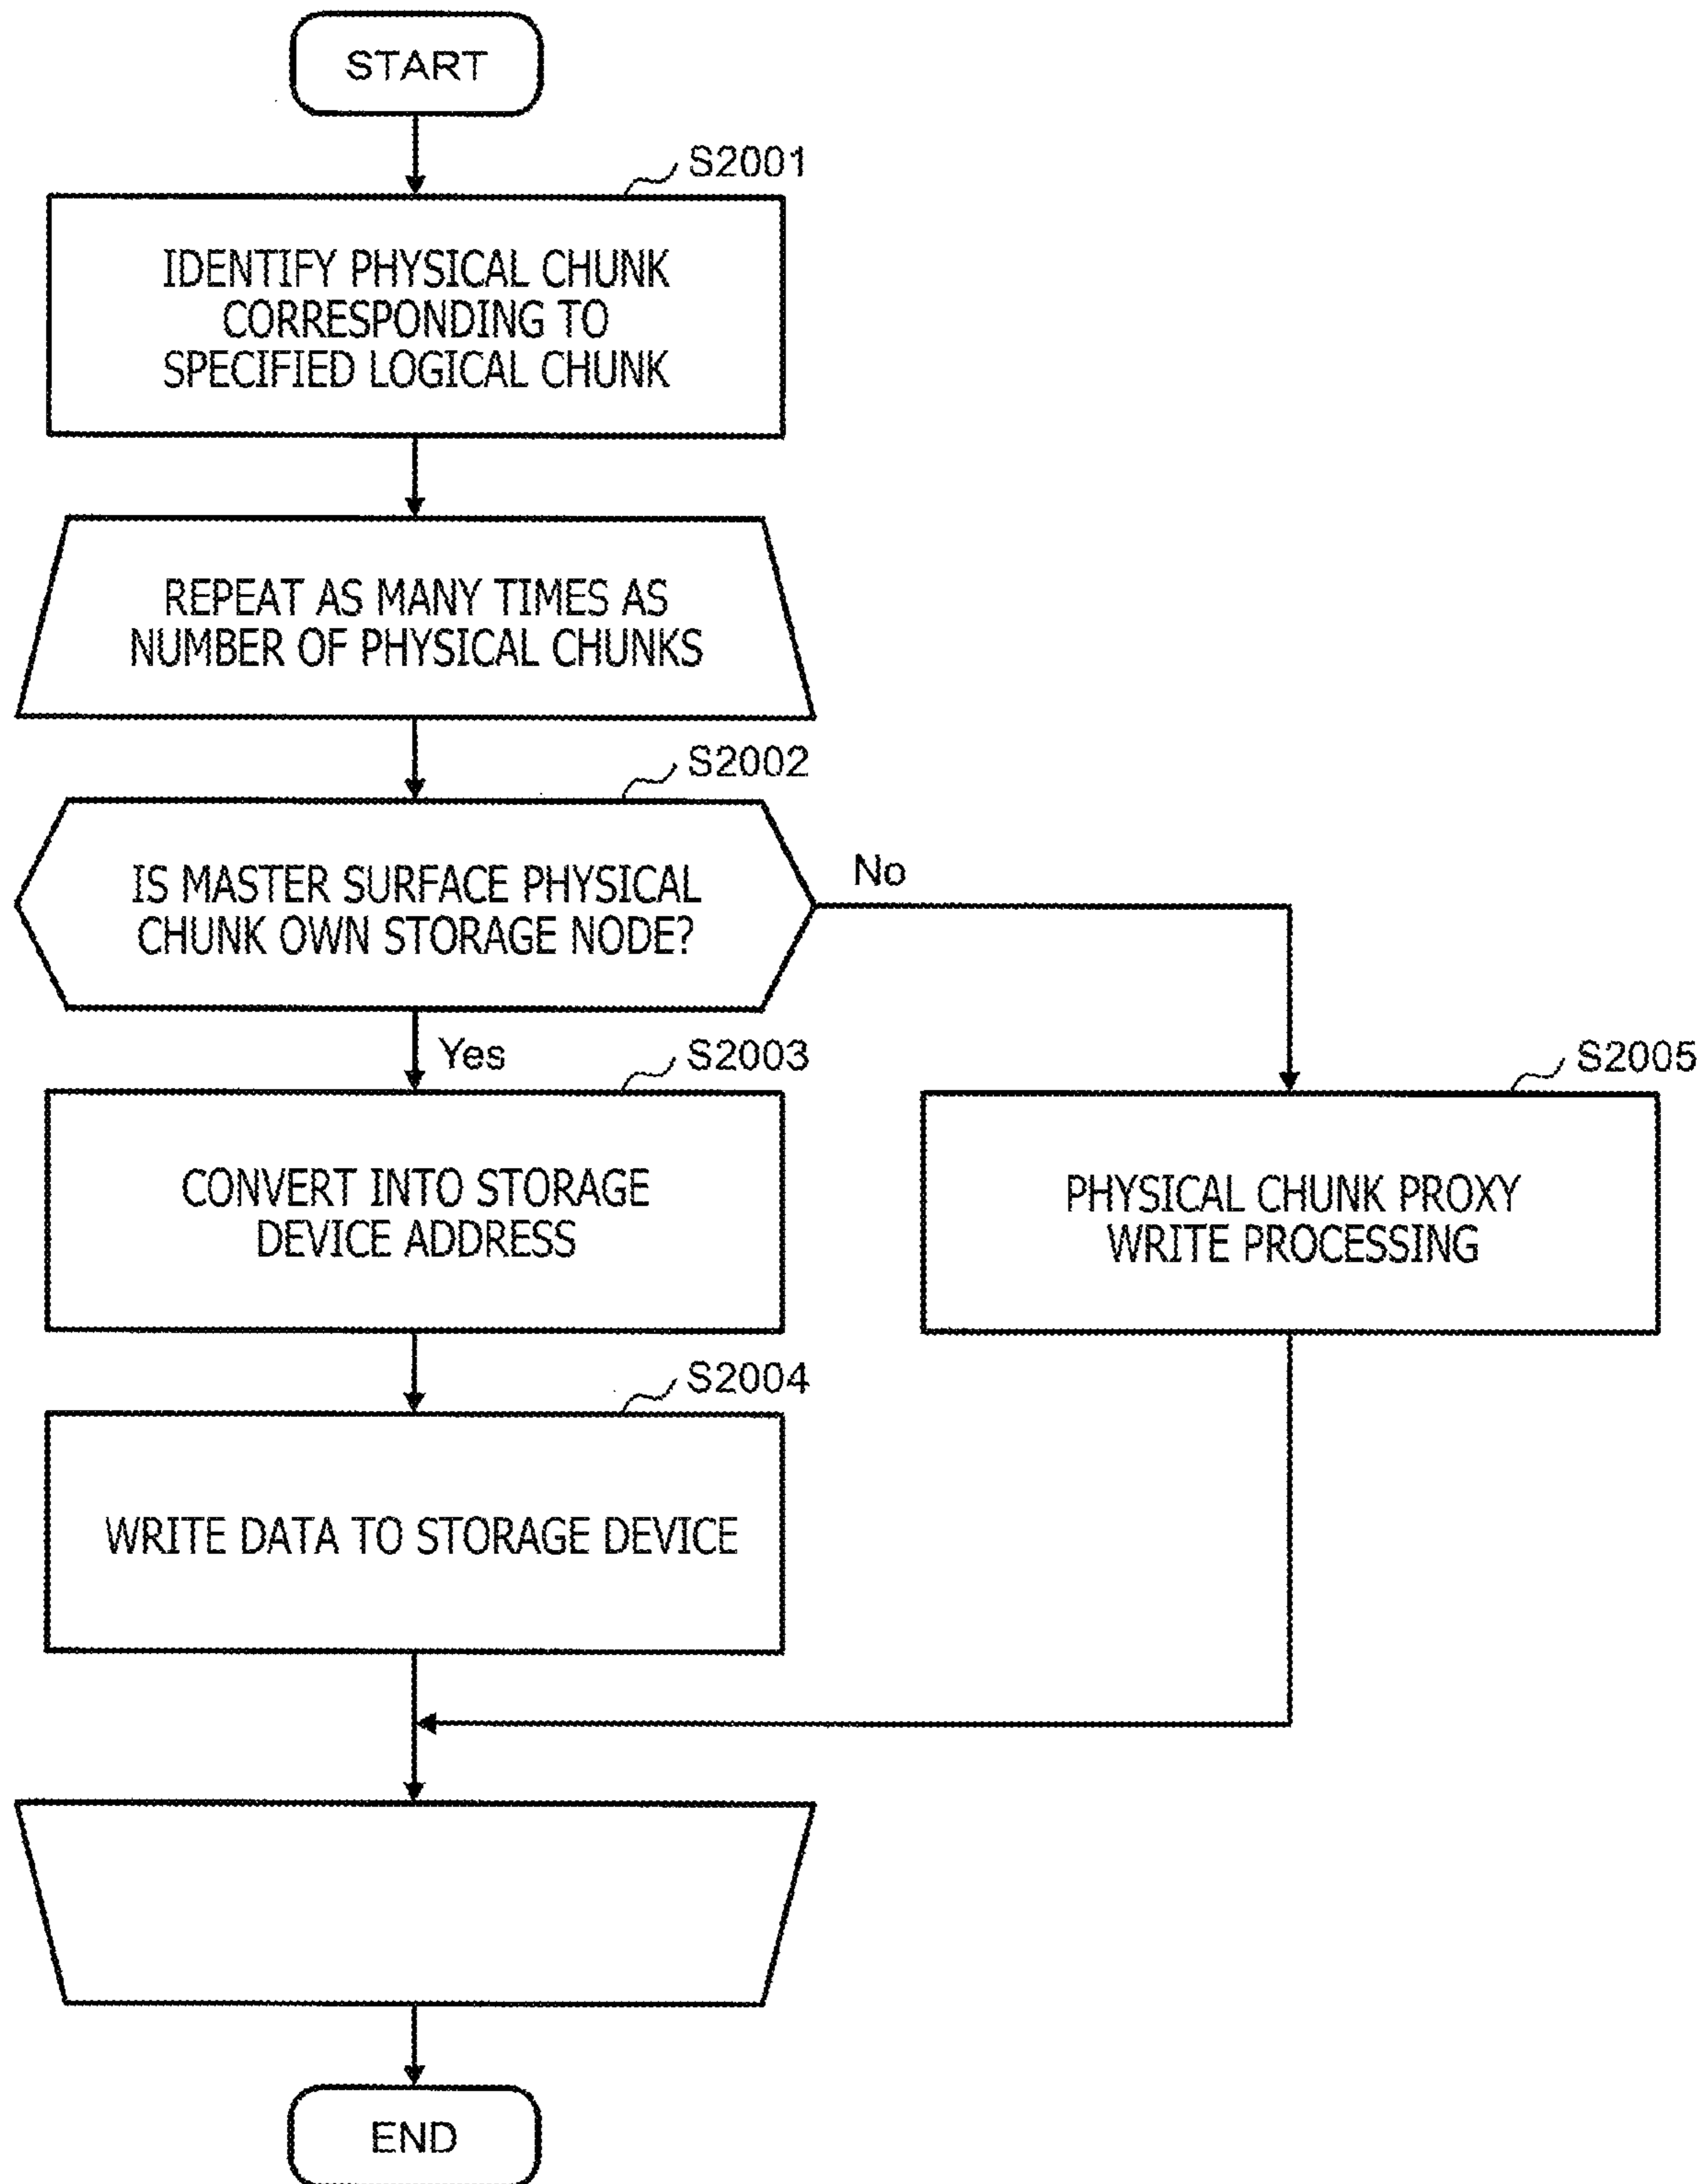 START
S2001
IDENTIFY PHYSICAL CHUNK
CORRESPONDING TO
SPECIFIED LOGICAL CHUNK
REPEAT AS MANY TIMES AS
NUMBER OF PHYSICAL CHUNKS
S2002
IS MASTER SURFACE PHYSICAL
CHUNK OWN STORAGE NODE?
No
Yes
S2003
S2005
CONVERT INTO STORAGE
DEVICE ADDRESS
PHYSICAL CHUNK PROXY
WRITE PROCESSING
S2004
WRITE DATA TO STORAGE DEVICE
END